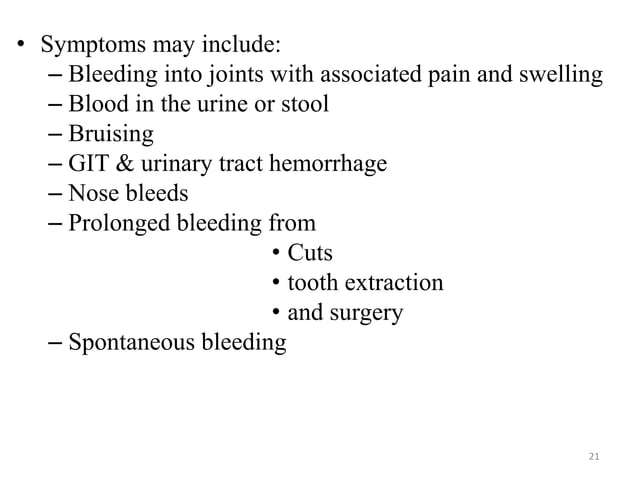 • Symptoms may include:
– Bleeding into joints with associated pain and swelling
– Blood in the urine or stool
– Bruising
– GIT & urinary tract hemorrhage
– Nose bleeds
– Prolonged bleeding from
• Cuts
• tooth extraction
• and surgery
– Spontaneous bleeding
21